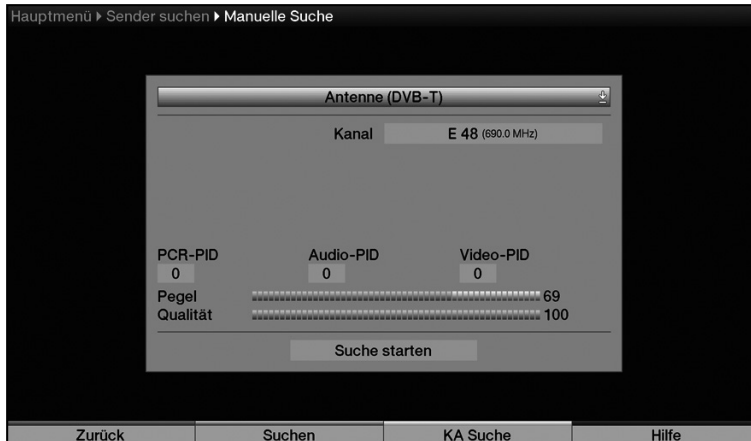 Hauptmenü ▸ Sender suchen ▸ Manuelle Suche
Antenne (DVB-T)
Kanal E 48 (690.0 MHz)
PCR-PID Audio-PID Video-PID
0 0 0
Pegel 69
Qualität 100
Suche starten
Zurück Suchen KA Suche Hilfe